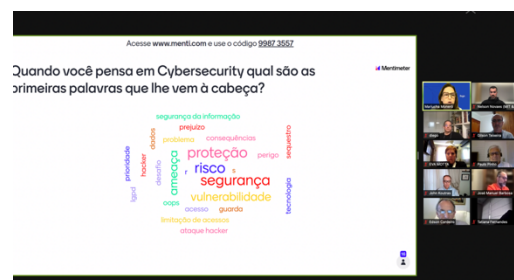 Acesse www.menti.com e use o código 9987 3557
Quando você pensa em Cybersecurity qual são as
primeiras palavras que lhe vem à cabeça?
Mentimeter
segurança da informação
prejuízo
problema
consequências
dados
sequestro
proteção
perigo
prioridade
hacker
desafio
ameaça
risco
r
s
segurança
lgpd
vulnerabilidade
tecnologia
oops
acesso
guarda
limitação de acessos
ataque hacker